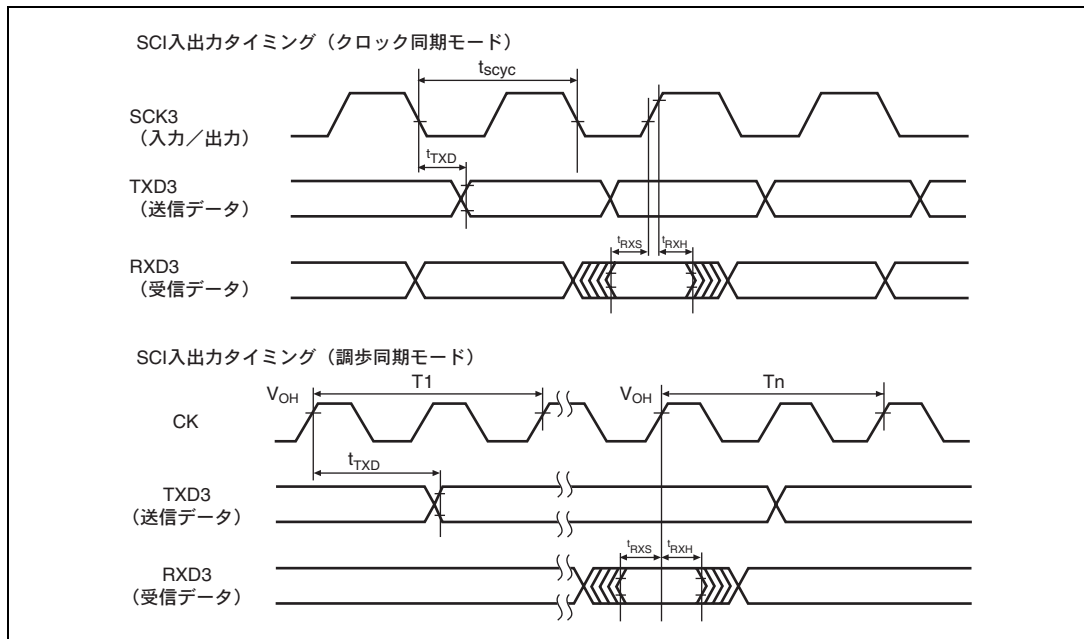 SCI入出力タイミング（クロック同期モード）
tscyc
SCK3
（入力／出力）
tTXD
TXD3
（送信データ）
tRXS
tRXH
RXD3
（受信データ）
SCI入出力タイミング（調歩同期モード）
VOH
T1
VOH
Tn
CK
tTXD
TXD3
（送信データ）
tRXS
tRXH
RXD3
（受信データ）